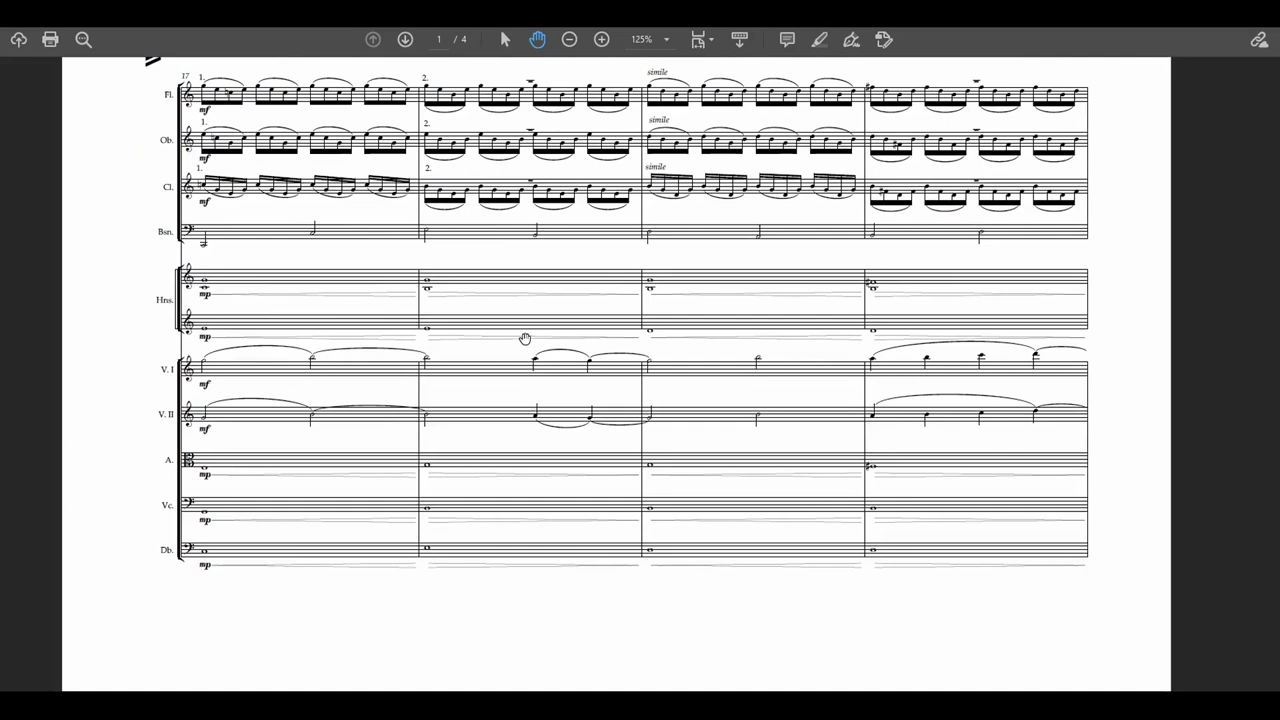 1 / 4 125%
17 1. 2. simile
Fl.
mf
1. 2. simile
Ob.
mf
1. 2. simile
Cl.
mf
Bsn.
Hns.
mp
mp
V. I
mf
V. II
mf
A.
mp
Vc.
mp
Db.
mp